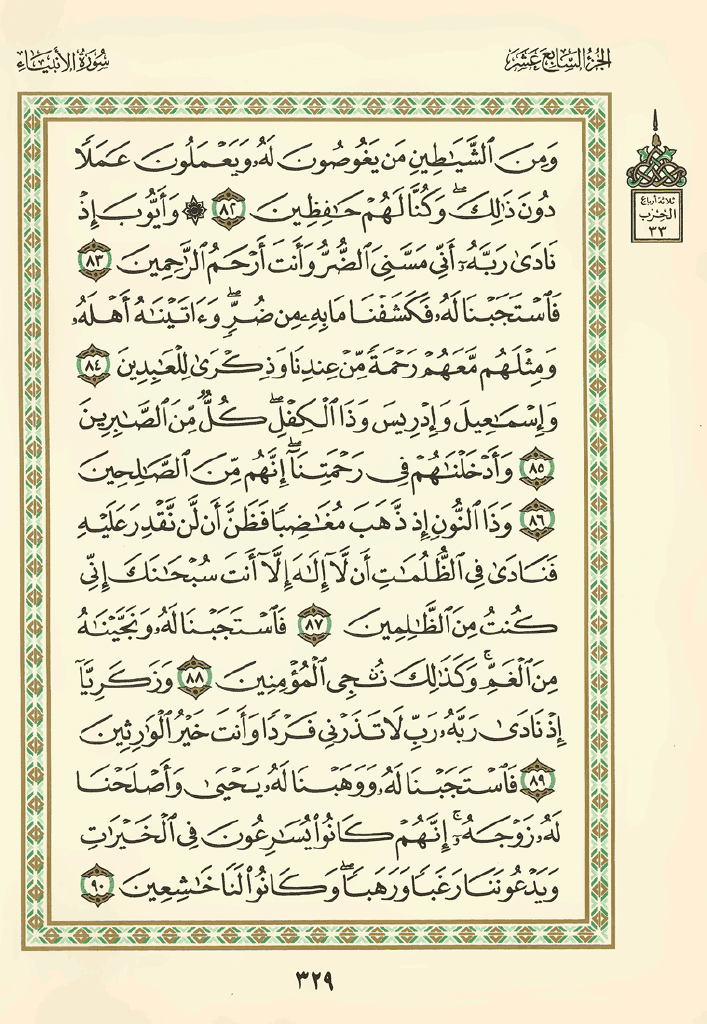 الجزء السابع عشر
سورة الأنبياء
وَمِنَ ٱلشَّيَٰطِينِ مَن يَغُوصُونَ لَهُۥ وَيَعۡمَلُونَ عَمَلٗا
دُونَ ذَٰلِكَۖ وَكُنَّا لَهُمۡ حَٰفِظِينَ ٨٢ ۞ وَأَيُّوبَ إِذۡ
نَادَىٰ رَبَّهُۥٓ أَنِّي مَسَّنِيَ ٱلضُّرُّ وَأَنتَ أَرۡحَمُ ٱلرَّٰحِمِينَ ٨٣
فَٱسۡتَجَبۡنَا لَهُۥ فَكَشَفۡنَا مَا بِهِۦ مِن ضُرّٖۖ وَءَاتَيۡنَٰهُ أَهۡلَهُۥ
وَمِثۡلَهُم مَّعَهُمۡ رَحۡمَةٗ مِّنۡ عِندِنَا وَذِكۡرَىٰ لِلۡعَٰبِدِينَ ٨٤
وَإِسۡمَٰعِيلَ وَإِدۡرِيسَ وَذَا ٱلۡكِفۡلِۖ كُلّٞ مِّنَ ٱلصَّٰبِرِينَ
٨٥ وَأَدۡخَلۡنَٰهُمۡ فِي رَحۡمَتِنَآۖ إِنَّهُم مِّنَ ٱلصَّٰلِحِينَ
٨٦ وَذَا ٱلنُّونِ إِذ ذَّهَبَ مُغَٰضِبٗا فَظَنَّ أَن لَّن نَّقۡدِرَ عَلَيۡهِ
فَنَادَىٰ فِي ٱلظُّلُمَٰتِ أَن لَّآ إِلَٰهَ إِلَّآ أَنتَ سُبۡحَٰنَكَ إِنِّي
كُنتُ مِنَ ٱلظَّٰلِمِينَ ٨٧ فَٱسۡتَجَبۡنَا لَهُۥ وَنَجَّيۡنَٰهُ
مِنَ ٱلۡغَمِّۚ وَكَذَٰلِكَ نُـۨجِي ٱلۡمُؤۡمِنِينَ ٨٨ وَزَكَرِيَّآ
إِذۡ نَادَىٰ رَبَّهُۥ رَبِّ لَا تَذَرۡنِي فَرۡدٗا وَأَنتَ خَيۡرُ ٱلۡوَٰرِثِينَ
٨٩ فَٱسۡتَجَبۡنَا لَهُۥ وَوَهَبۡنَا لَهُۥ يَحۡيَىٰ وَأَصۡلَحۡنَا
لَهُۥ زَوۡجَهُۥٓۚ إِنَّهُمۡ كَانُواْ يُسَٰرِعُونَ فِي ٱلۡخَيۡرَٰتِ
وَيَدۡعُونَنَا رَغَبٗا وَرَهَبٗاۖ وَكَانُواْ لَنَا خَٰشِعِينَ ٩٠
ثلاثة أرباع
الحزب
٣٣
٣٢٩